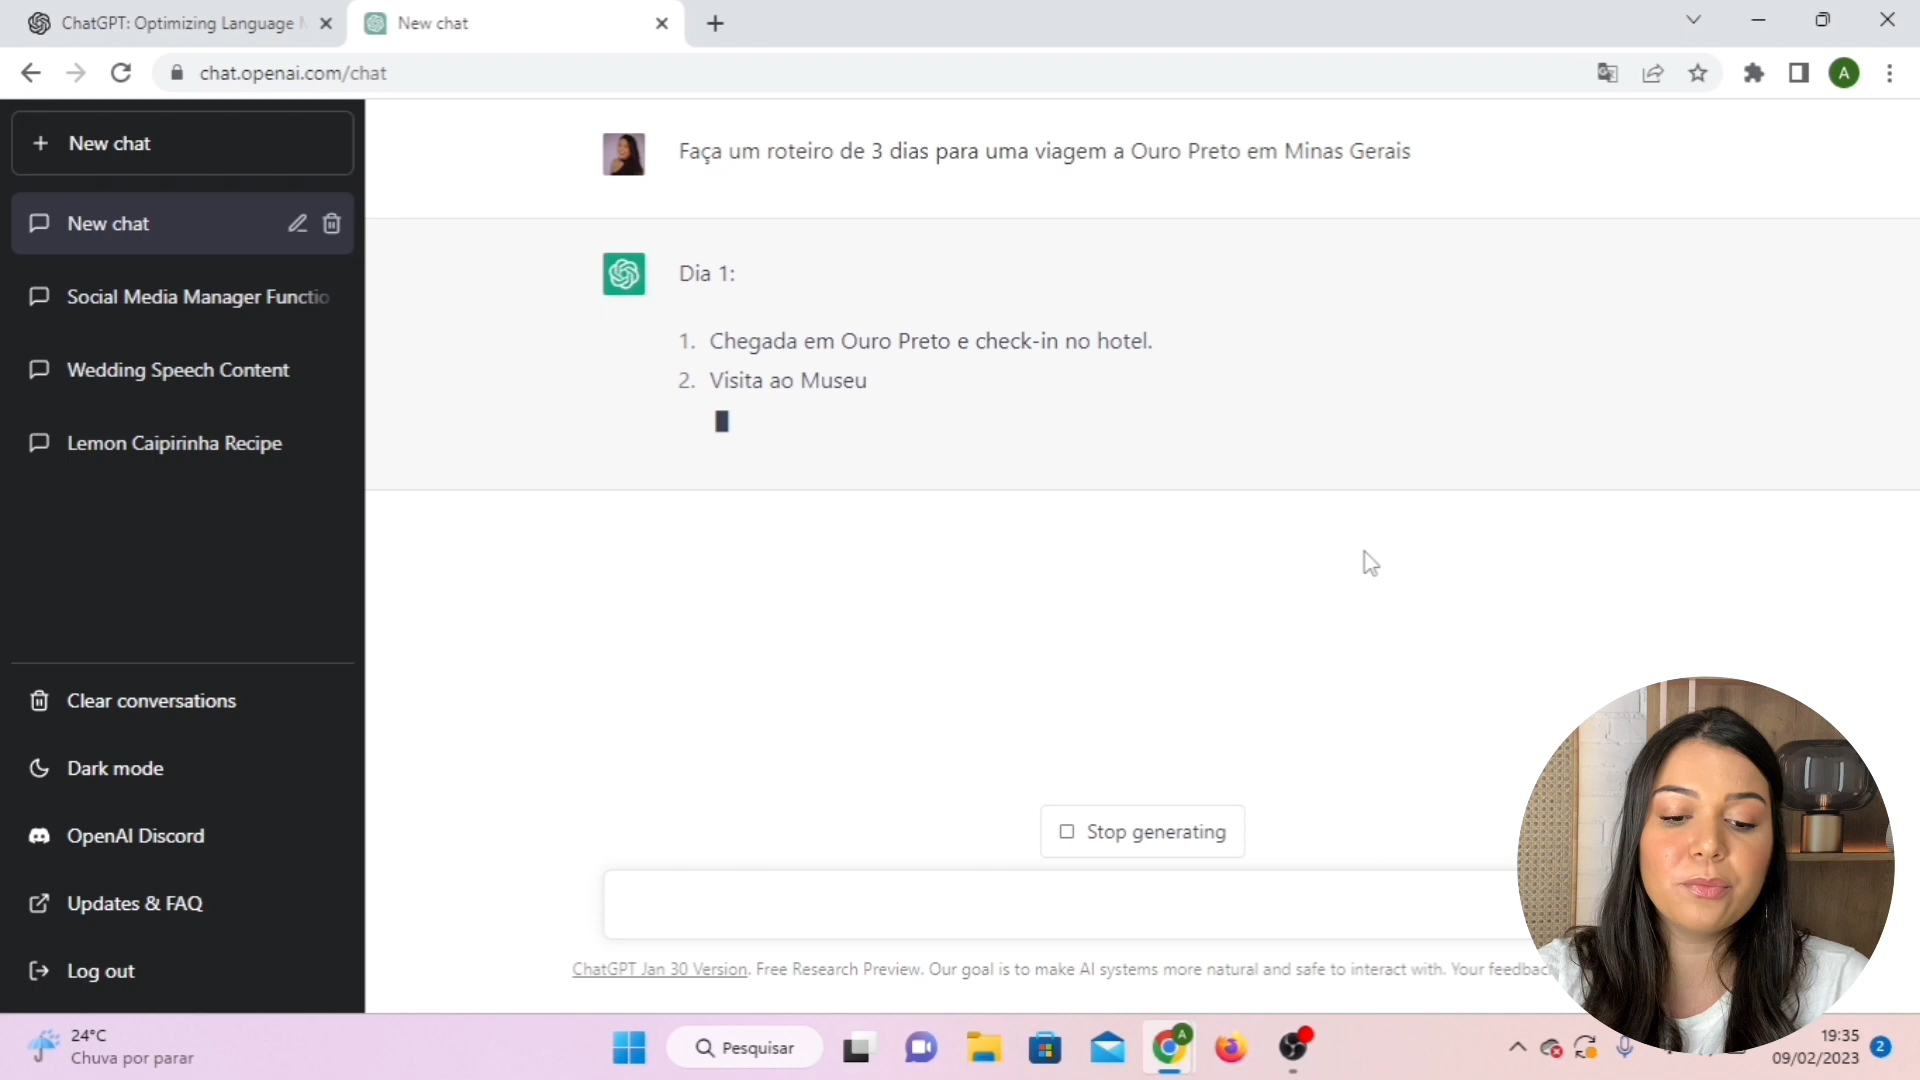 ChatGPT: Optimizing Language
New chat
chat.openai.com/chat
A
New chat
New chat
Social Media Manager Functio
Wedding Speech Content
Lemon Caipirinha Recipe
Clear conversations
Dark mode
OpenAI Discord
Updates & FAQ
Log out
Faça um roteiro de 3 dias para uma viagem a Ouro Preto em Minas Gerais
Dia 1:
1. Chegada em Ouro Preto e check-in no hotel.
2. Visita ao Museu
Stop generating
ChatGPT Jan 30 Version. Free Research Preview. Our goal is to make AI systems more natural and safe to interact with. Your feedbac
24°C
Chuva por parar
Pesquisar
A
19:35
09/02/2023
2